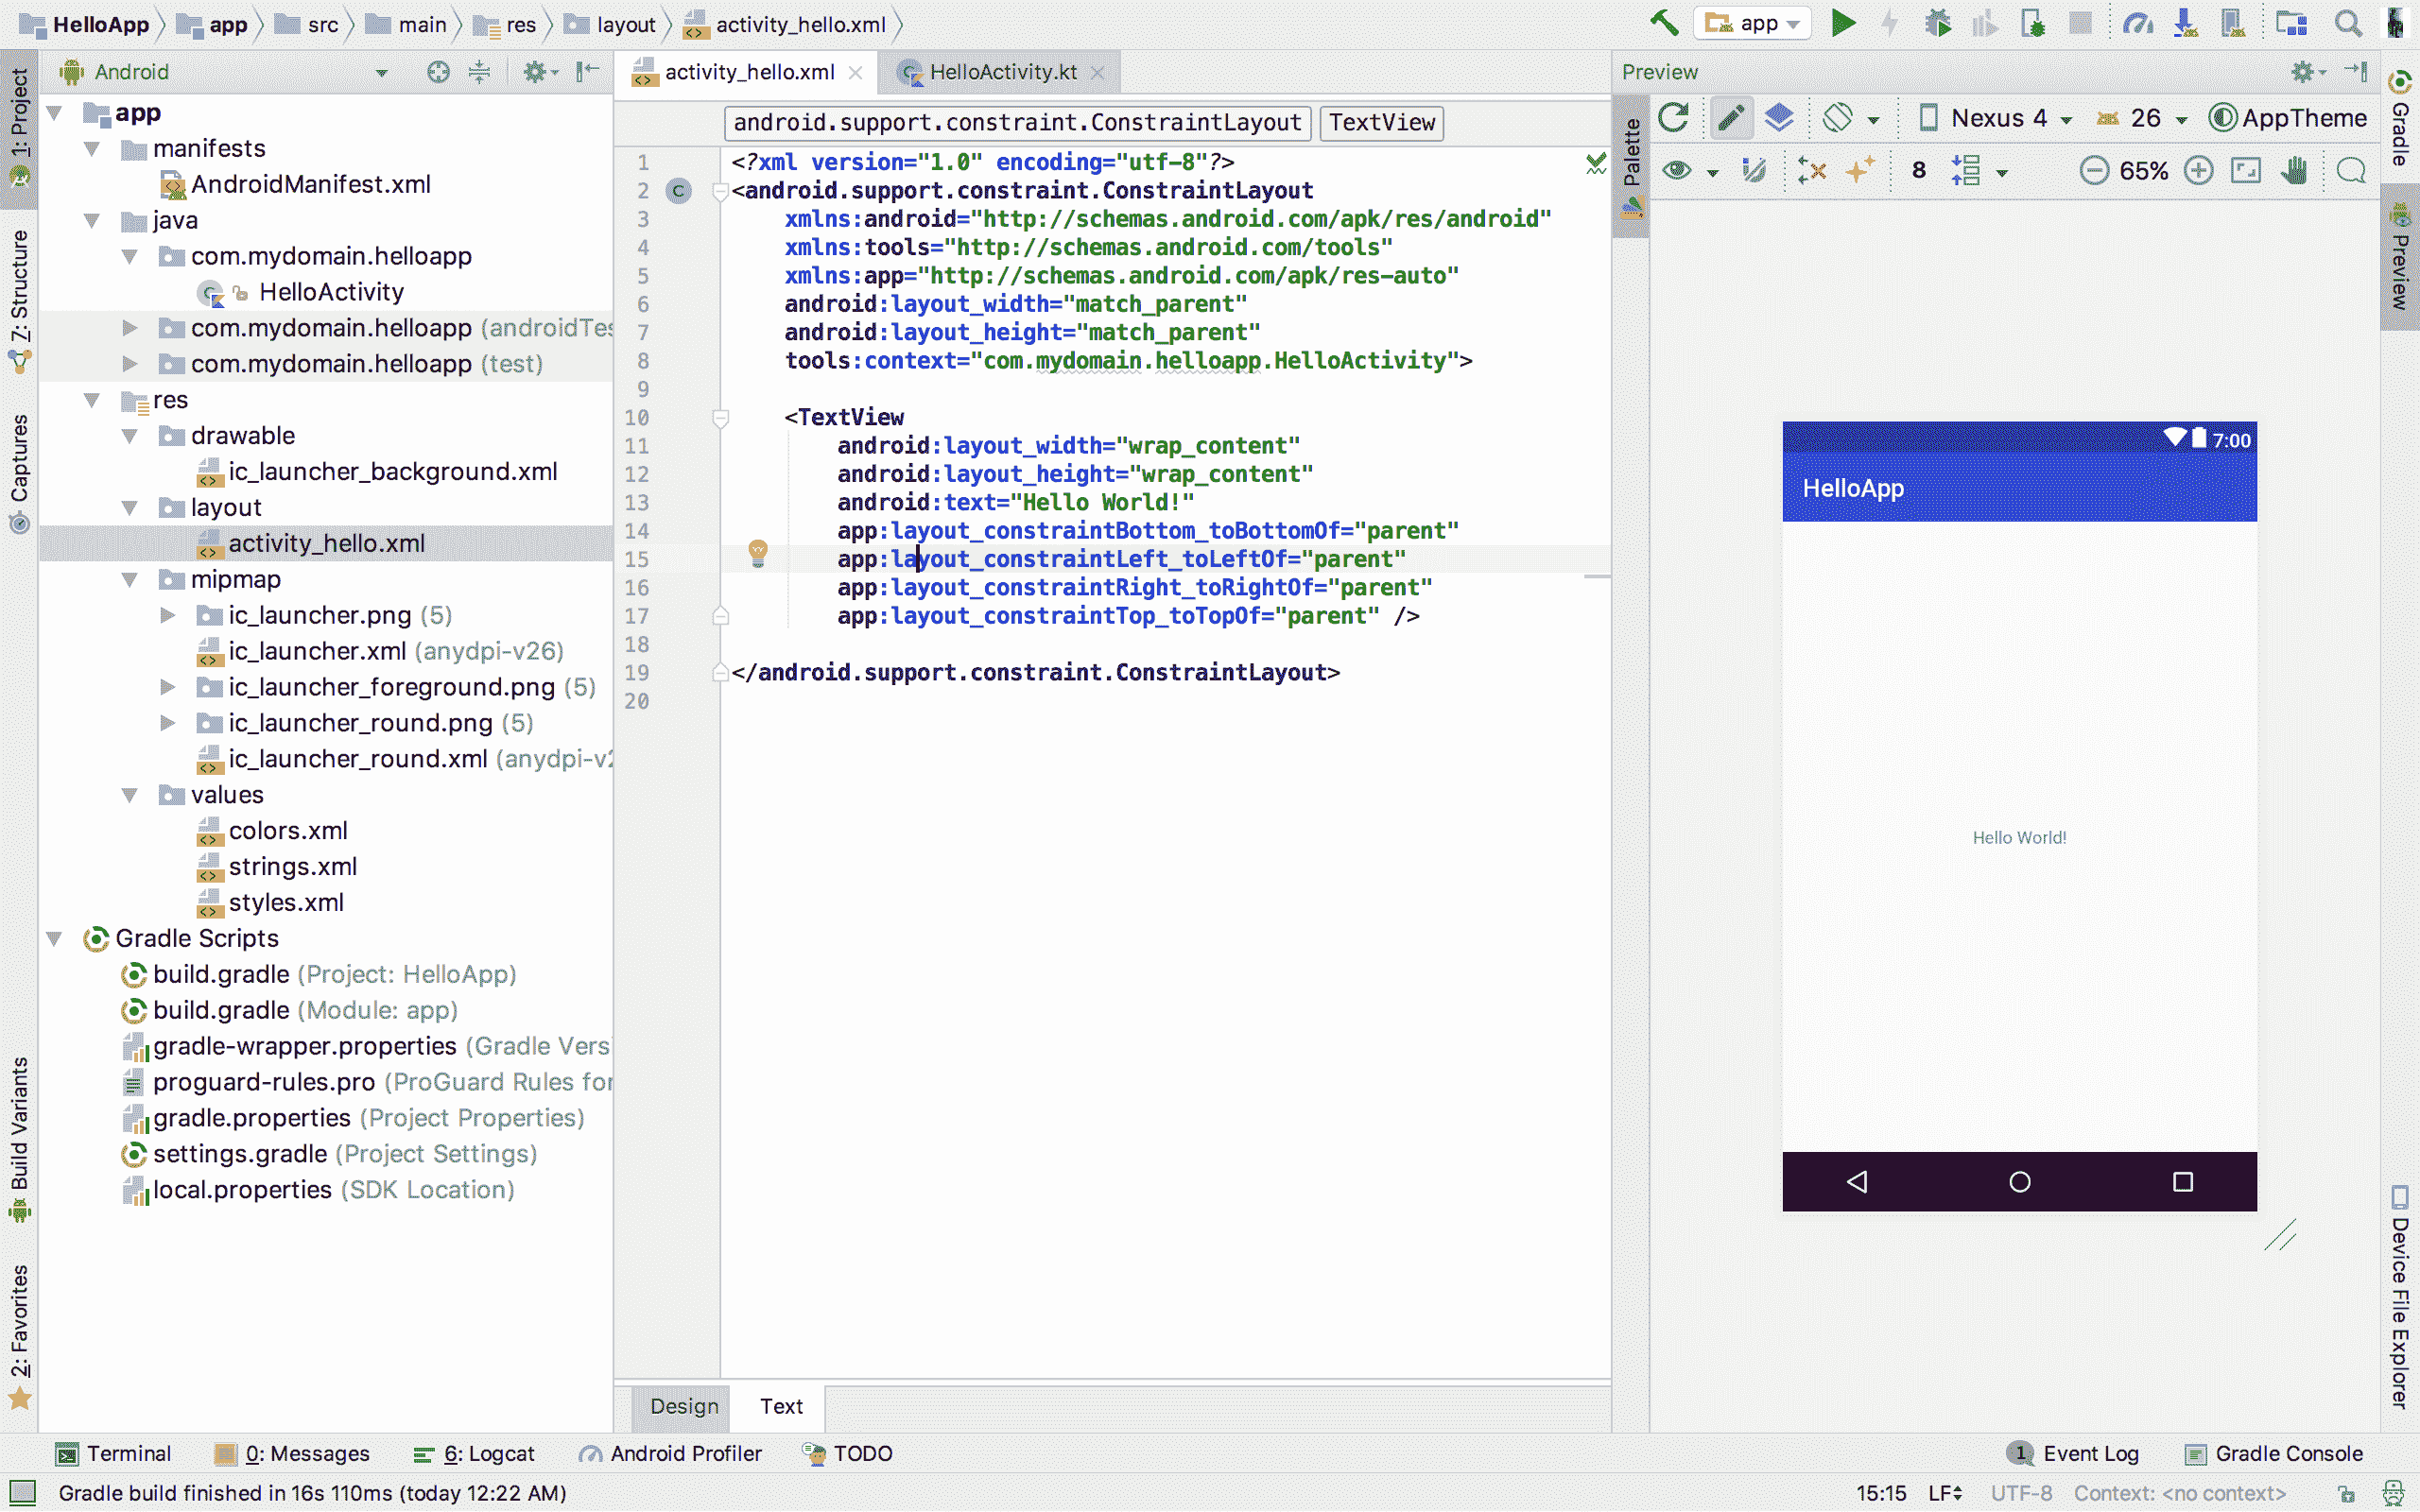 HelloApp app src main res layout activity_hello.xml
app
1: Project
7: Structure
Captures
Build Variants
2: Favorites
Android
app
manifests
AndroidManifest.xml
java
com.mydomain.helloapp
HelloActivity
com.mydomain.helloapp (androidTes
com.mydomain.helloapp (test)
res
drawable
ic_launcher_background.xml
layout
activity_hello.xml
mipmap
ic_launcher.png (5)
ic_launcher.xml (anydpi-v26)
ic_launcher_foreground.png (5)
ic_launcher_round.png (5)
ic_launcher_round.xml (anydpi-v2
values
colors.xml
strings.xml
styles.xml
Gradle Scripts
build.gradle (Project: HelloApp)
build.gradle (Module: app)
gradle-wrapper.properties (Gradle Vers
proguard-rules.pro (ProGuard Rules for
gradle.properties (Project Properties)
settings.gradle (Project Settings)
local.properties (SDK Location)
activity_hello.xml HelloActivity.kt
android.support.constraint.ConstraintLayout TextView
1 <?xml version="1.0" encoding="utf-8"?>
2 C <android.support.constraint.ConstraintLayout
3 xmlns:android="http://schemas.android.com/apk/res/android"
4 xmlns:tools="http://schemas.android.com/tools"
5 xmlns:app="http://schemas.android.com/apk/res-auto"
6 android:layout_width="match_parent"
7 android:layout_height="match_parent"
8 tools:context="com.mydomain.helloapp.HelloActivity">
9
10 <TextView
11 android:layout_width="wrap_content"
12 android:layout_height="wrap_content"
13 android:text="Hello World!"
14 app:layout_constraintBottom_toBottomOf="parent"
15 app:layout_constraintLeft_toLeftOf="parent"
16 app:layout_constraintRight_toRightOf="parent"
17 app:layout_constraintTop_toTopOf="parent" />
18
19 </android.support.constraint.ConstraintLayout>
20
Design Text
Preview
Palette
Nexus 4 26 AppTheme
8 65%
7:00
HelloApp
Hello World!
Gradle
Preview
Device File Explorer
Terminal 0: Messages 6: Logcat Android Profiler TODO 1 Event Log Gradle Console
Gradle build finished in 16s 110ms (today 12:22 AM) 15:15 LF UTF-8 Context: <no context>